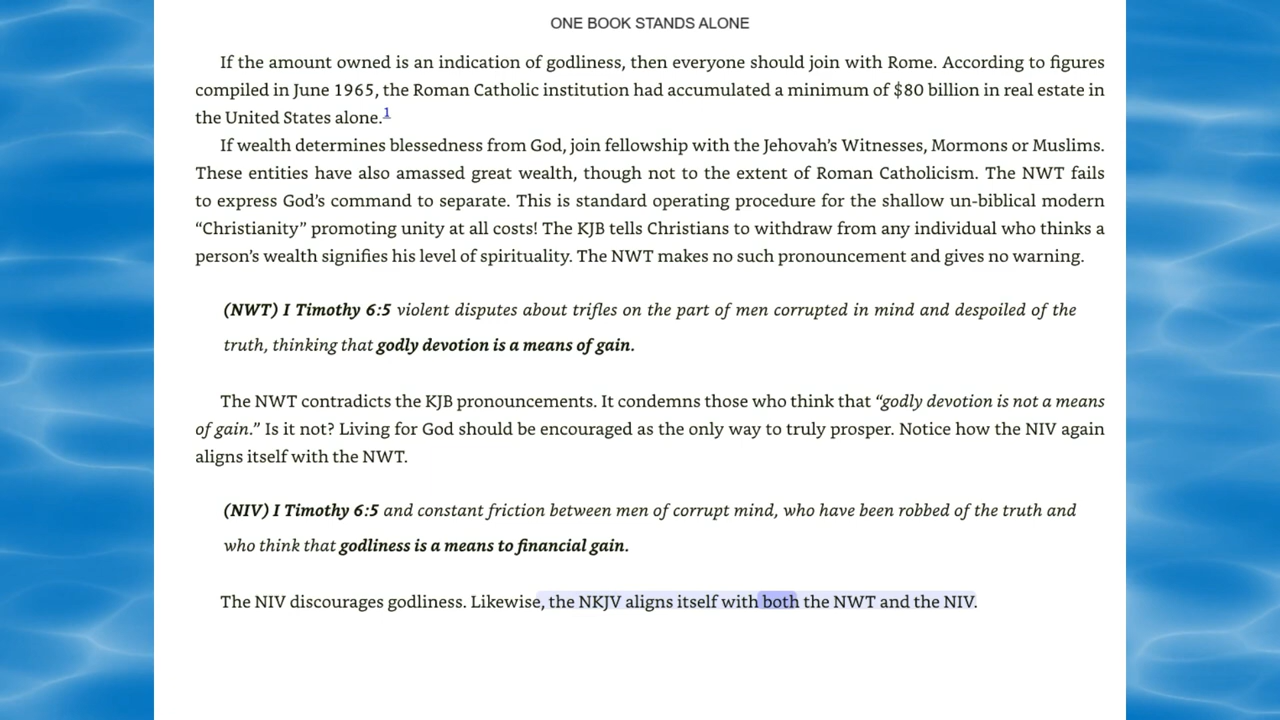 ONE BOOK STANDS ALONE
If the amount owned is an indication of godliness, then everyone should join with Rome. According to figures
compiled in June 1965, the Roman Catholic institution had accumulated a minimum of $80 billion in real estate in
the United States alone.1
If wealth determines blessedness from God, join fellowship with the Jehovah's Witnesses, Mormons or Muslims.
These entities have also amassed great wealth, though not to the extent of Roman Catholicism. The NWT fails
to express God's command to separate. This is standard operating procedure for the shallow un-biblical modern
“Christianity” promoting unity at all costs! The KJB tells Christians to withdraw from any individual who thinks a
person's wealth signifies his level of spirituality. The NWT makes no such pronouncement and gives no warning.
(NWT) I Timothy 6:5 violent disputes about trifles on the part of men corrupted in mind and despoiled of the
truth, thinking that godly devotion is a means of gain.
The NWT contradicts the KJB pronouncements. It condemns those who think that “godly devotion is not a means
of gain.” Is it not? Living for God should be encouraged as the only way to truly prosper. Notice how the NIV again
aligns itself with the NWT.
(NIV) I Timothy 6:5 and constant friction between men of corrupt mind, who have been robbed of the truth and
who think that godliness is a means to financial gain.
The NIV discourages godliness. Likewise, the NKJV aligns itself with both the NWT and the NIV.